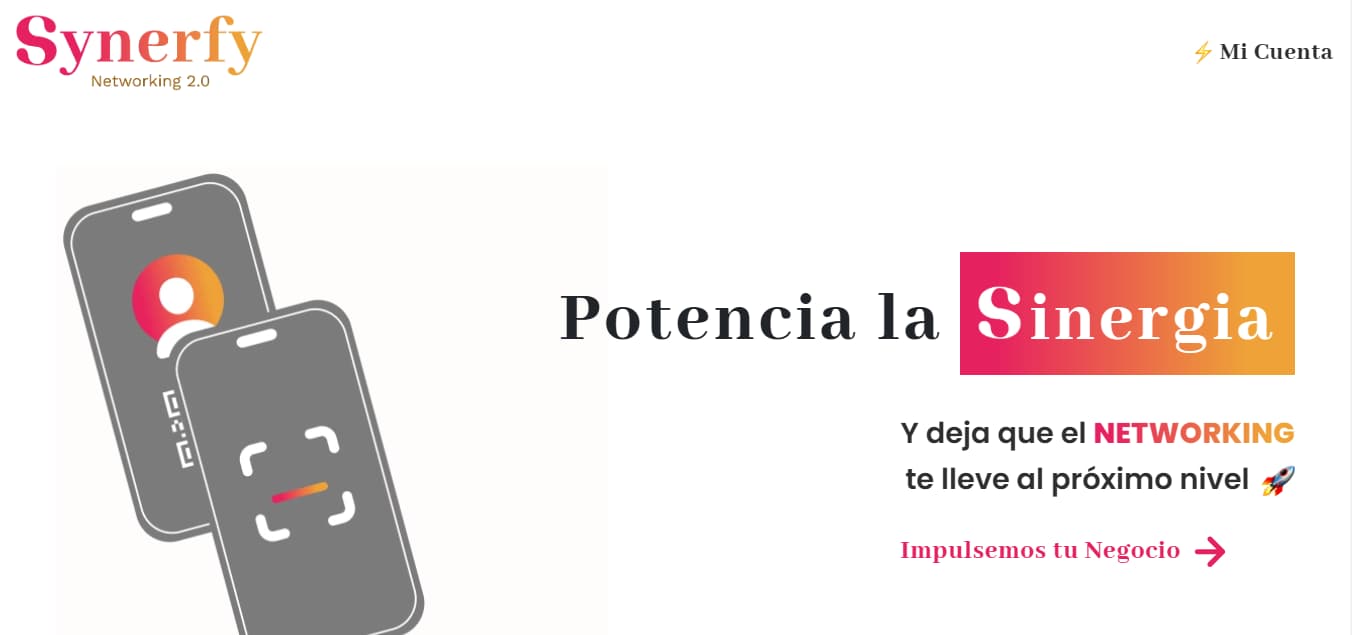 Synerfy
Networking 2.0
⚡ Mi Cuenta
Potencia la Sinergia
Y deja que el NETWORKING
te lleve al próximo nivel 🚀
Impulsemos tu Negocio →